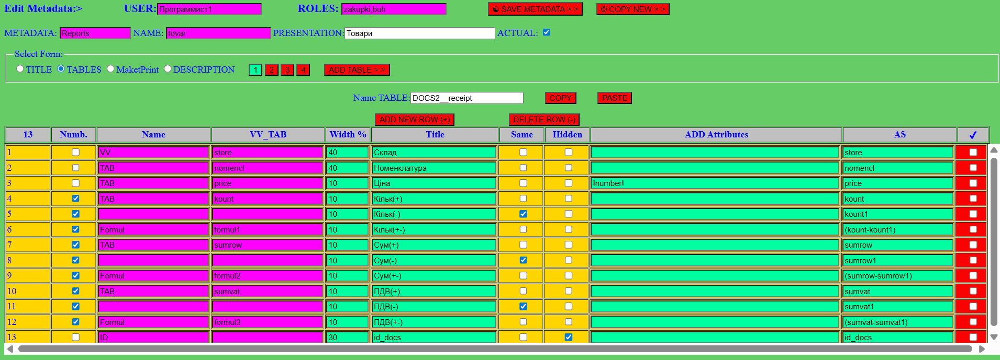 Edit Metadata:> USER: Программист1 ROLES: zakupki,buh ☯ SAVE METADATA > > © COPY NEW > >
METADATA: Reports NAME: tovar PRESENTATION: Товари ACTUAL:
Select Form:
TITLE TABLES MaketPrint DESCRIPTION 1 2 3 4 ADD TABLE > >
Name TABLE: DOCS2__receipt COPY PASTE
ADD NEW ROW (+) DELETE ROW (-)
13 Numb. Name VV_TAB Width % Title Same Hidden ADD Attributes AS ✓
1 VV store 40 Склад store
2 TAB nomencl 40 Номенклатура nomencl
3 TAB price 10 Ціна !number! price
4 TAB kount 10 Кільк(+) kount
5 10 Кільк(-) kount1
6 Formul formul1 10 Кільк(+-) (kount-kount1)
7 TAB sumrow 10 Сум(+) sumrow
8 10 Сум(-) sumrow1
9 Formul formul2 10 Сум(+-) (sumrow-sumrow1)
10 TAB sumvat 10 ПДВ(+) sumvat
11 10 ПДВ(-) sumvat1
12 Formul formul3 10 ПДВ(+-) (sumvat-sumvat1)
13 ID 30 id_docs id_docs